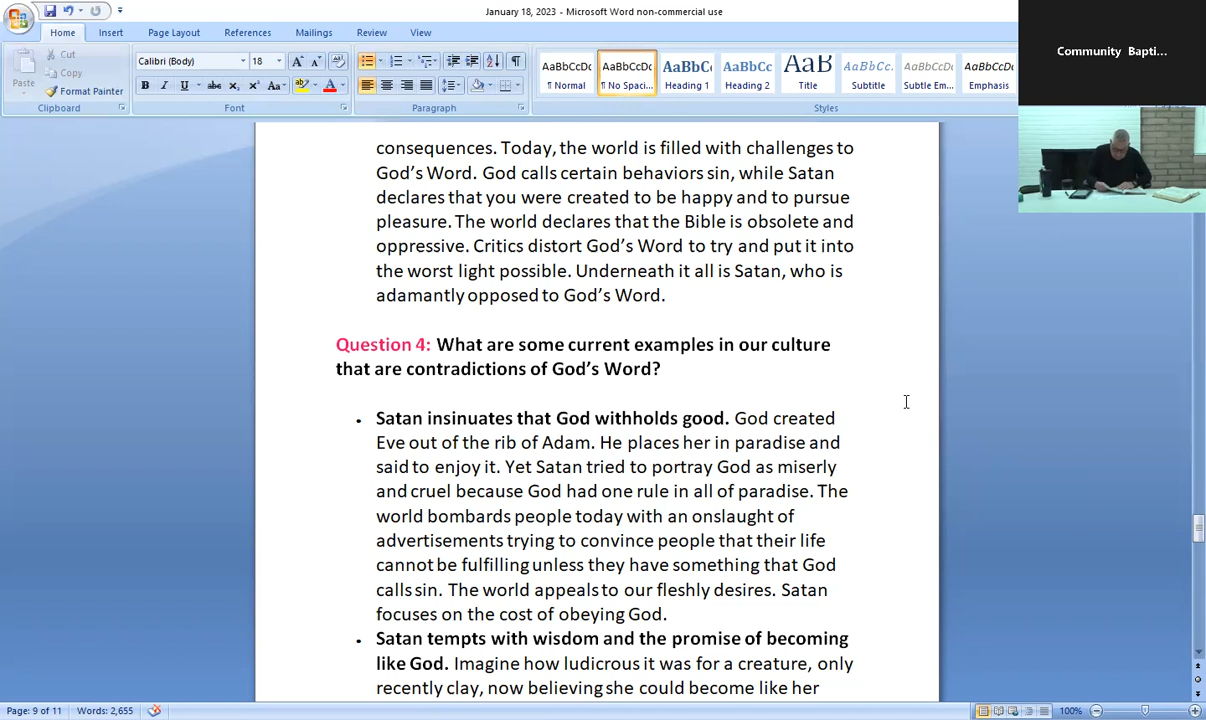 January 18, 2023 - Microsoft Word non-commercial use
Community Bapti...
Home Insert Page Layout References Mailings Review View
Paste
Cut
Copy
Format Painter
Clipboard
Calibri (Body) 18
Font
Paragraph
AaBbCcDc AaBbCcDc AaBbC AaBbCc AaB AaBbCc. AaBbCcDc AaBbCcDc
¶ Normal ¶ No Spaci... Heading 1 Heading 2 Title Subtitle Subtle Em... Emphasis
Styles
consequences. Today, the world is filled with challenges to
God’s Word. God calls certain behaviors sin, while Satan
declares that you were created to be happy and to pursue
pleasure. The world declares that the Bible is obsolete and
oppressive. Critics distort God’s Word to try and put it into
the worst light possible. Underneath it all is Satan, who is
adamantly opposed to God’s Word.
Question 4: What are some current examples in our culture
that are contradictions of God’s Word?
• Satan insinuates that God withholds good. God created
Eve out of the rib of Adam. He places her in paradise and
said to enjoy it. Yet Satan tried to portray God as miserly
and cruel because God had one rule in all of paradise. The
world bombards people today with an onslaught of
advertisements trying to convince people that their life
cannot be fulfilling unless they have something that God
calls sin. The world appeals to our fleshly desires. Satan
focuses on the cost of obeying God.
• Satan tempts with wisdom and the promise of becoming
like God. Imagine how ludicrous it was for a creature, only
recently clay, now believing she could become like her
Page: 9 of 11 Words: 2,655 100%